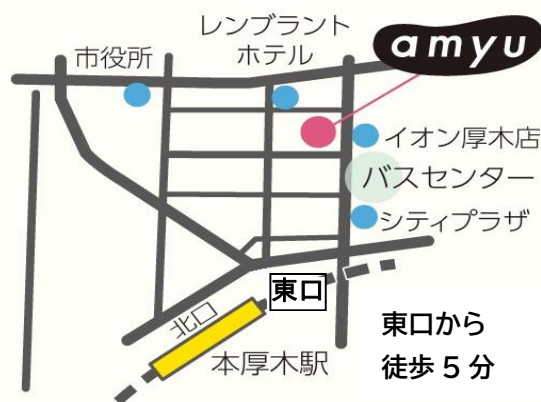 レンブラント
ホテル
amyu
市役所
イオン厚木店
バスセンター
シティプラザ
東口
北口
本厚木駅
東口から
徒歩5分